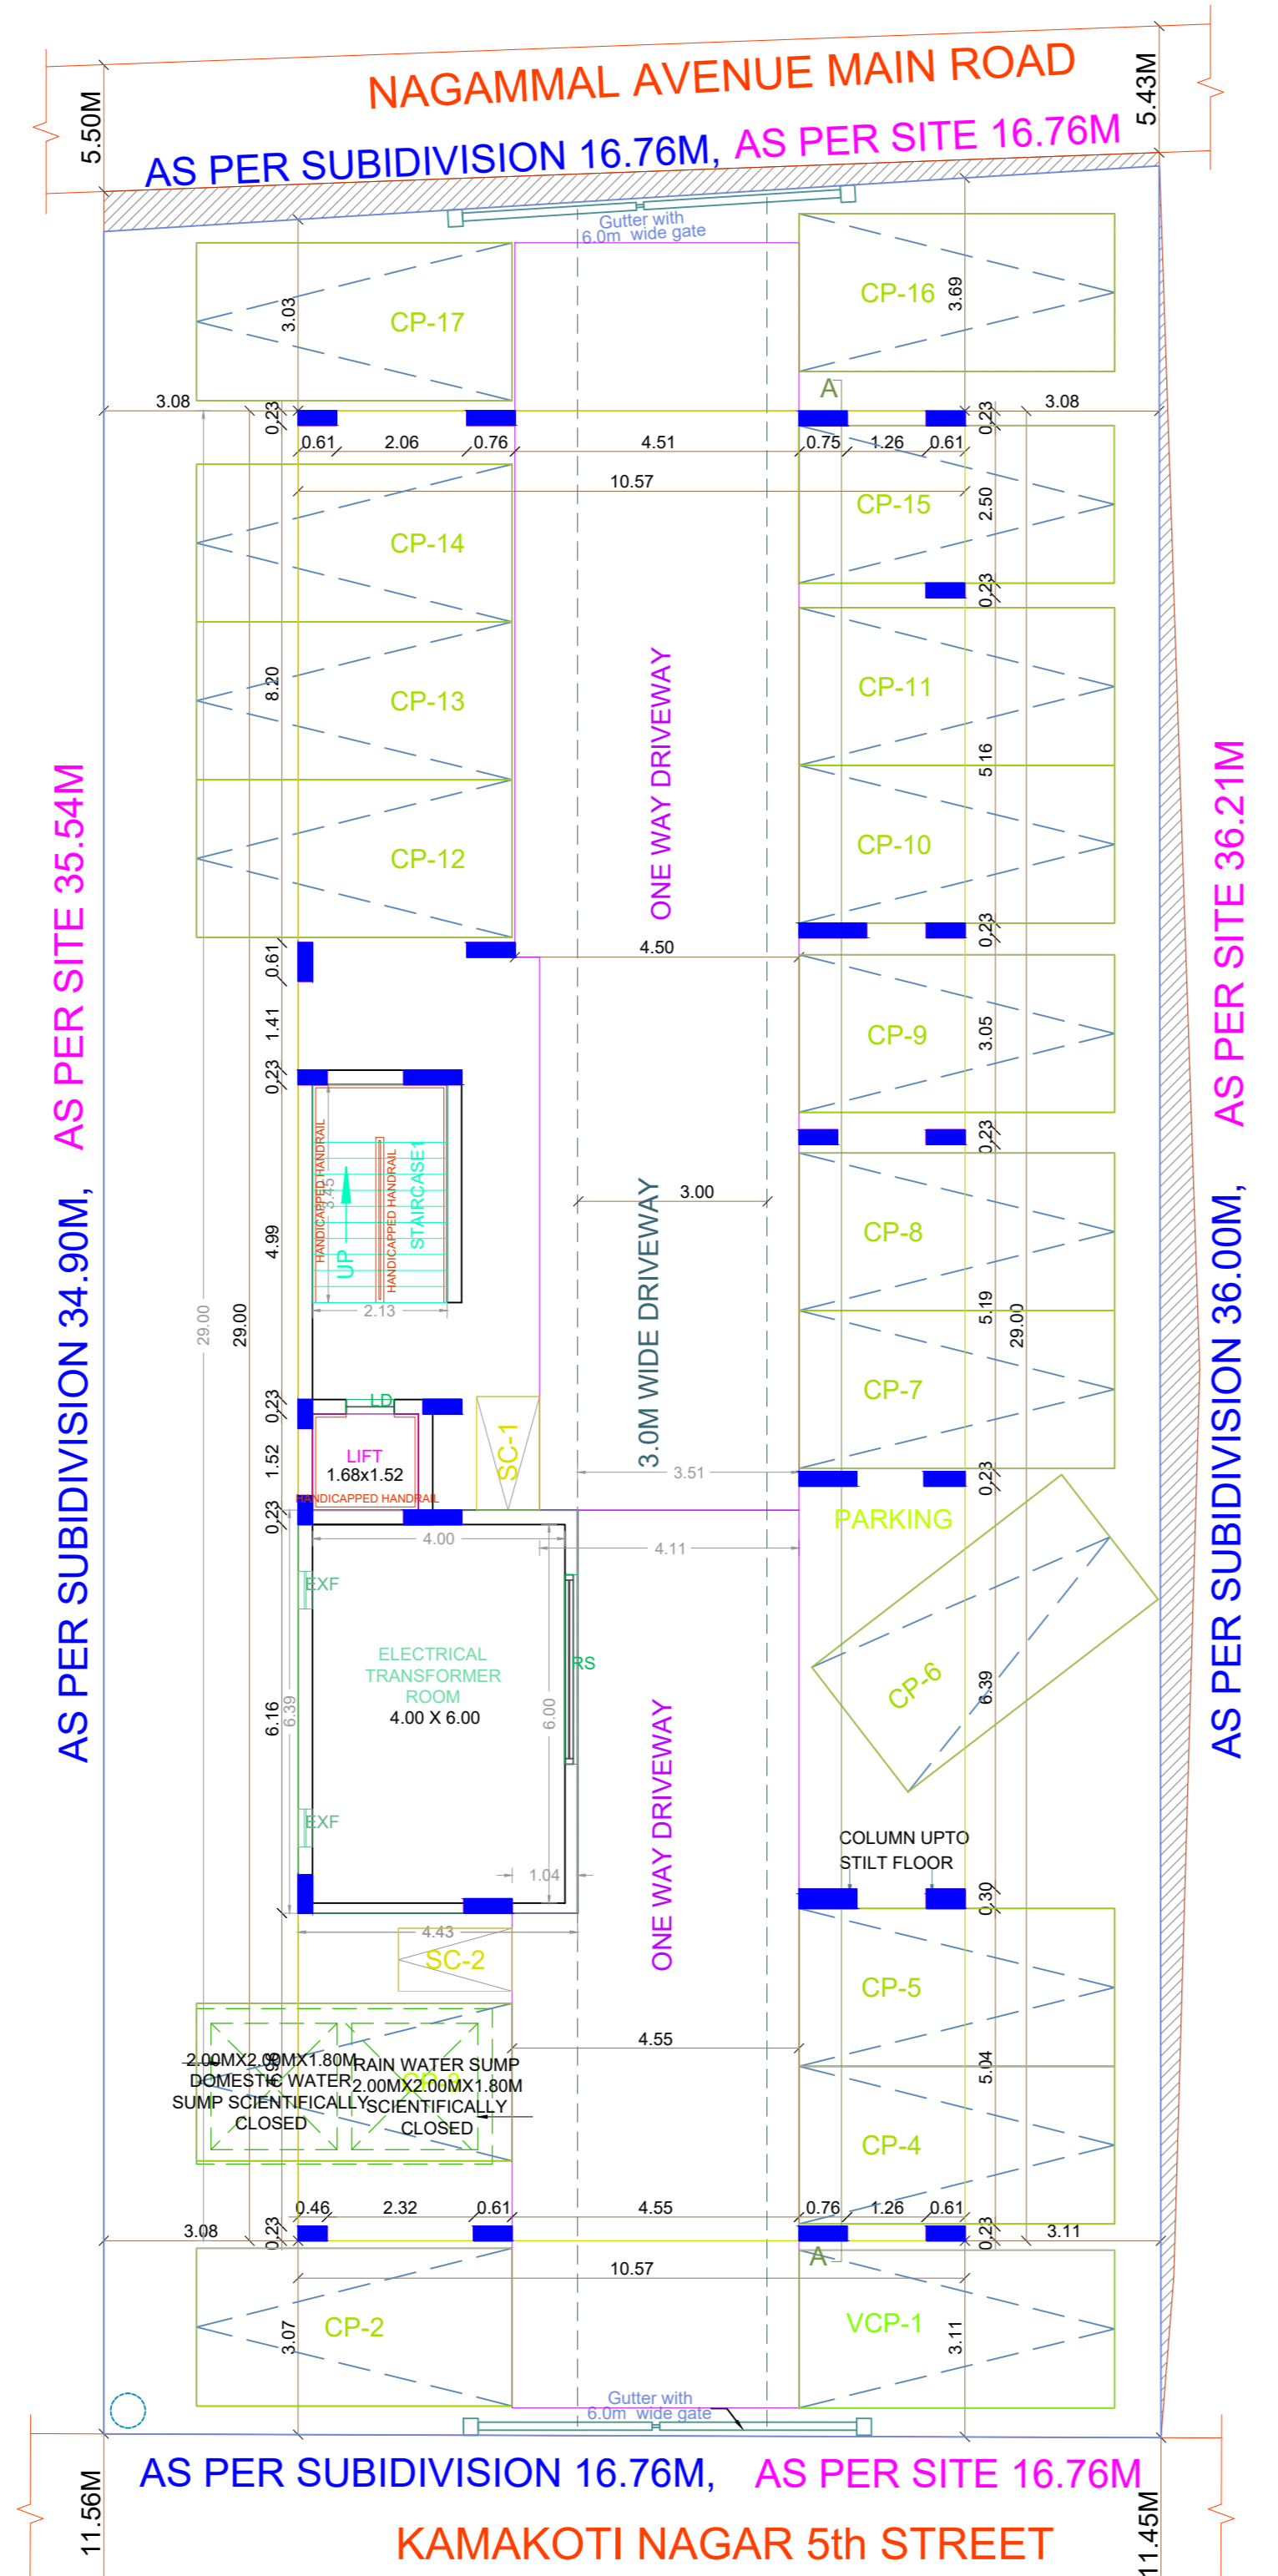 NAGAMMAL AVENUE MAIN ROAD
5.50M
5.43M
AS PER SUBIDIVISION 16.76M, AS PER SITE 16.76M
Gutter with
6.0m wide gate
CP-17
3.03
CP-16
3.69
A
3.08
0.23
0.23
3.08
0.61 2.06 0.76 4.51 0.75 1.26 0.61
10.57
CP-15
2.50
CP-14
0.23
CP-13
8.20
CP-11
5.16
ONE WAY DRIVEWAY
CP-12
CP-10
0.61
4.50
0.23
1.41
CP-9
3.05
0.23
0.23
HANDICAPPED HANDRAIL
3.45
UP
HANDICAPPED HANDRAIL
STAIRCASE1
4.99
2.13
3.00
3.0M WIDE DRIVEWAY
CP-8
5.19
29.00
29.00
29.00
CP-7
AS PER SITE 35.54M
AS PER SUBIDIVISION 34.90M,
AS PER SITE 36.21M
AS PER SUBIDIVISION 36.00M,
0.23
LD
LIFT
1.68x1.52
HANDICAPPED HANDRAIL
1.52
SC-1
3.51
0.23
0.23
PARKING
4.00
4.11
EXF
ELECTRICAL
TRANSFORMER
ROOM
4.00 X 6.00
RS
6.16
6.39
6.00
CP-6
6.39
EXF
ONE WAY DRIVEWAY
COLUMN UPTO
STILT FLOOR
1.04
0.30
4.43
SC-2
CP-5
4.55
5.04
2.00MX2.00MX1.80M
DOMESTIC WATER
SUMP SCIENTIFICALLY
CLOSED
RAIN WATER SUMP
2.00MX2.00MX1.80M
SCIENTIFICALLY
CLOSED
CP-3
CP-4
0.46 2.32 0.61 4.55 0.76 1.26 0.61
3.08
0.23
0.23
3.11
A
10.57
CP-2
3.07
VCP-1
3.11
Gutter with
6.0m wide gate
AS PER SUBIDIVISION 16.76M, AS PER SITE 16.76M
11.56M
11.45M
KAMAKOTI NAGAR 5th STREET